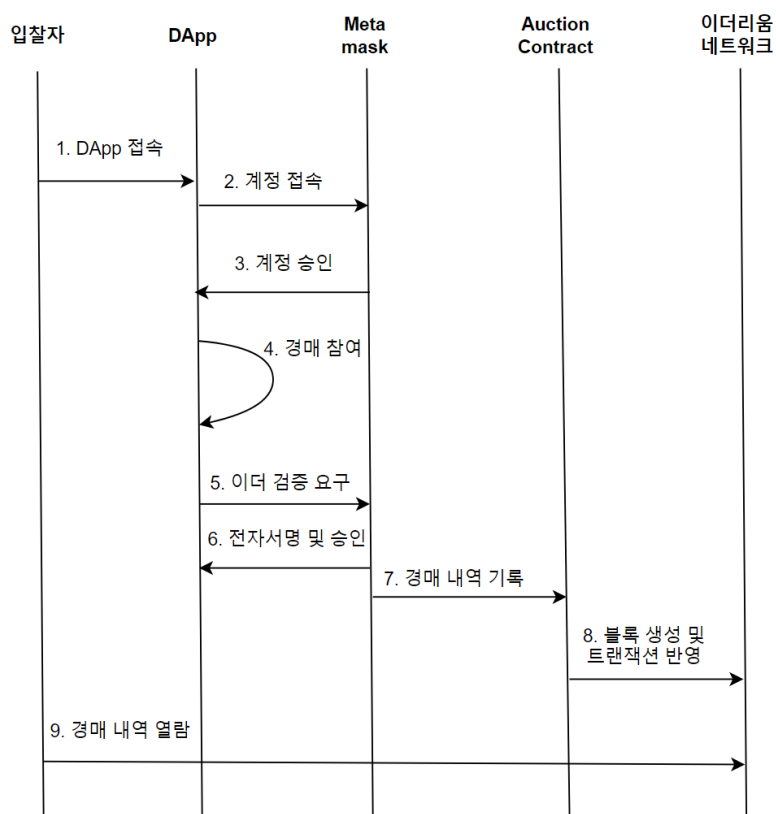 입찰자
DApp
Meta
mask
Auction
Contract
이더리움
네트워크
1. DApp 접속
2. 계정 접속
3. 계정 승인
4. 경매 참여
5. 이더 검증 요구
6. 전자서명 및 승인
7. 경매 내역 기록
8. 블록 생성 및
트랜잭션 반영
9. 경매 내역 열람